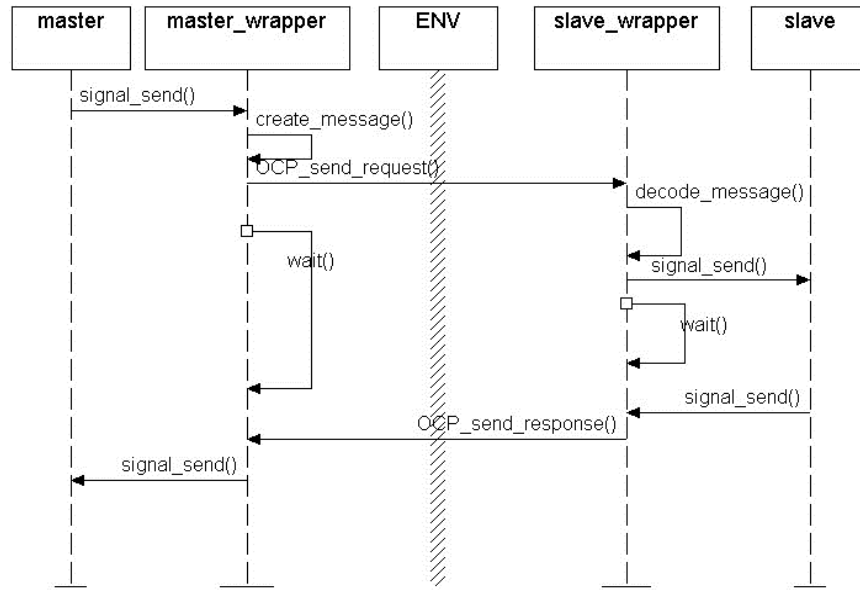 master master_wrapper ENV slave_wrapper slave
signal_send()
create_message()
OCP_send_request()
decode_message()
wait()
signal_send()
wait()
signal_send()
OCP_send_response()
signal_send()